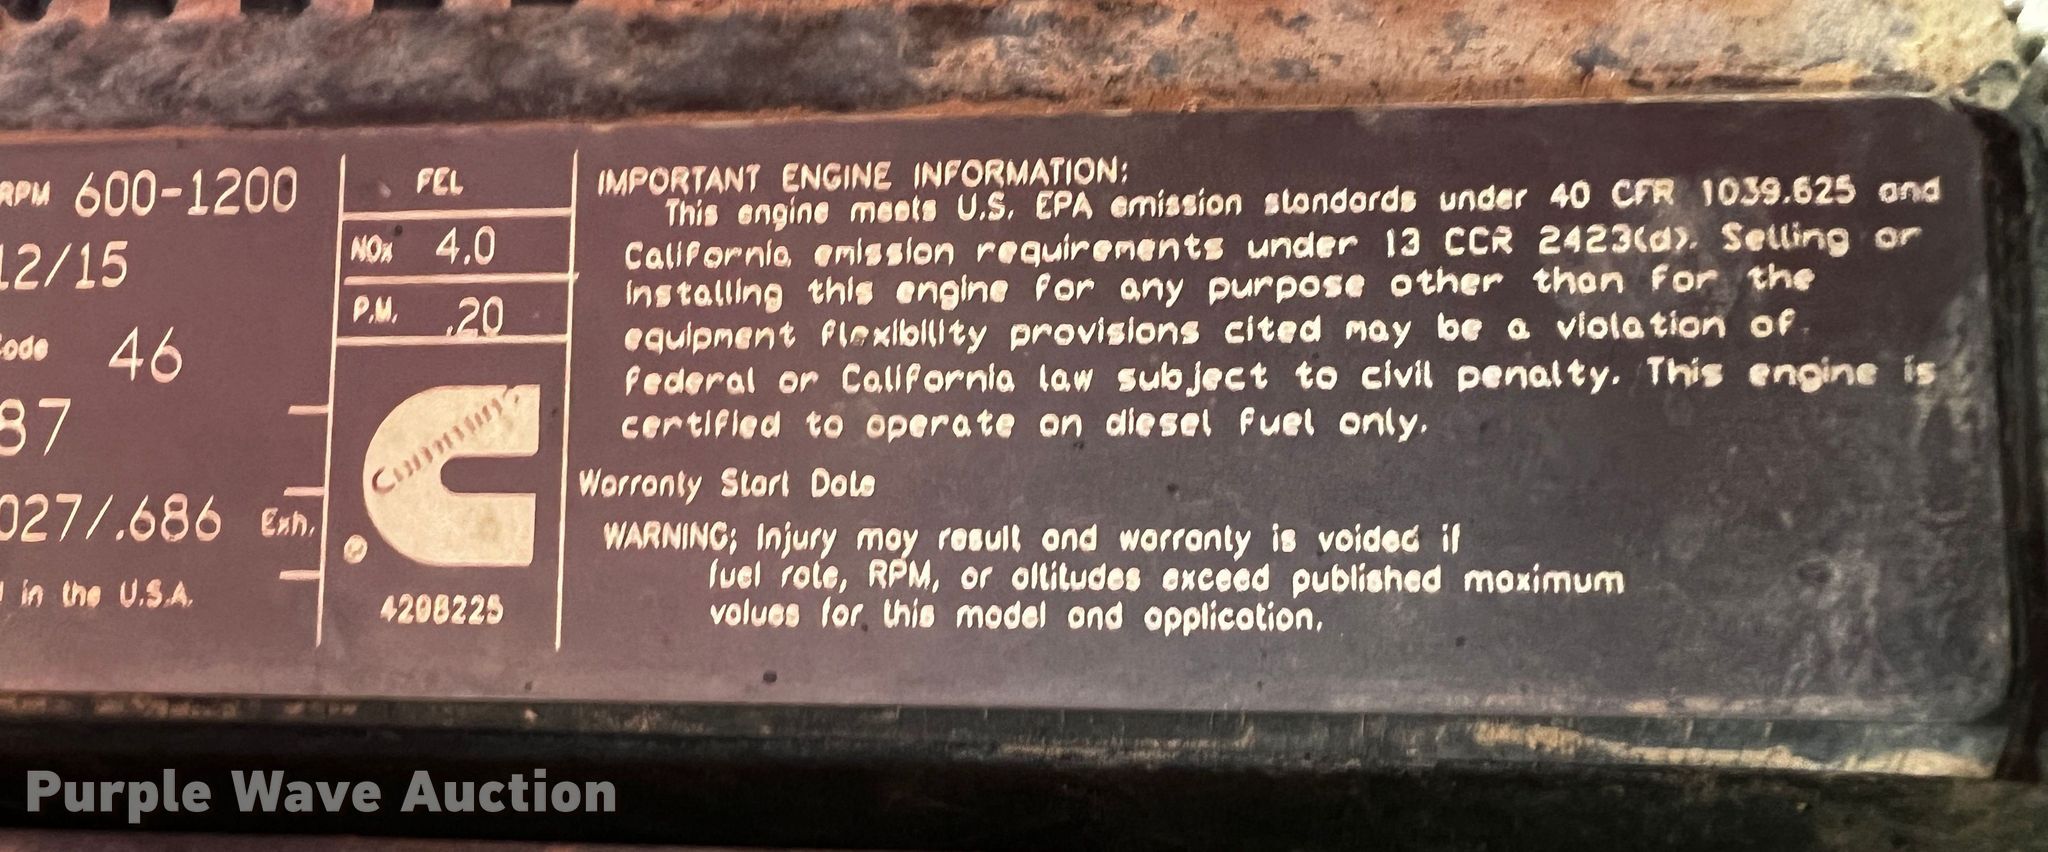 RPM 600-1200
12/15
Code 46
87
027/.686 Exh.
in the U.S.A.
FEL
NOx 4.0
P.M. .20
Cummins
4208225
IMPORTANT ENGINE INFORMATION:
This engine meets U.S. EPA emission standards under 40 CFR 1039.625 and
California emission requirements under 13 CCR 2423(d). Selling or
installing this engine for any purpose other than for the
equipment flexibility provisions cited may be a violation of
federal or California law subject to civil penalty. This engine is
certified to operate on diesel fuel only.
Warranty Start Date
WARNING; Injury may result and warranty is voided if
fuel rate, RPM, or altitudes exceed published maximum
values for this model and application.
Purple Wave Auction